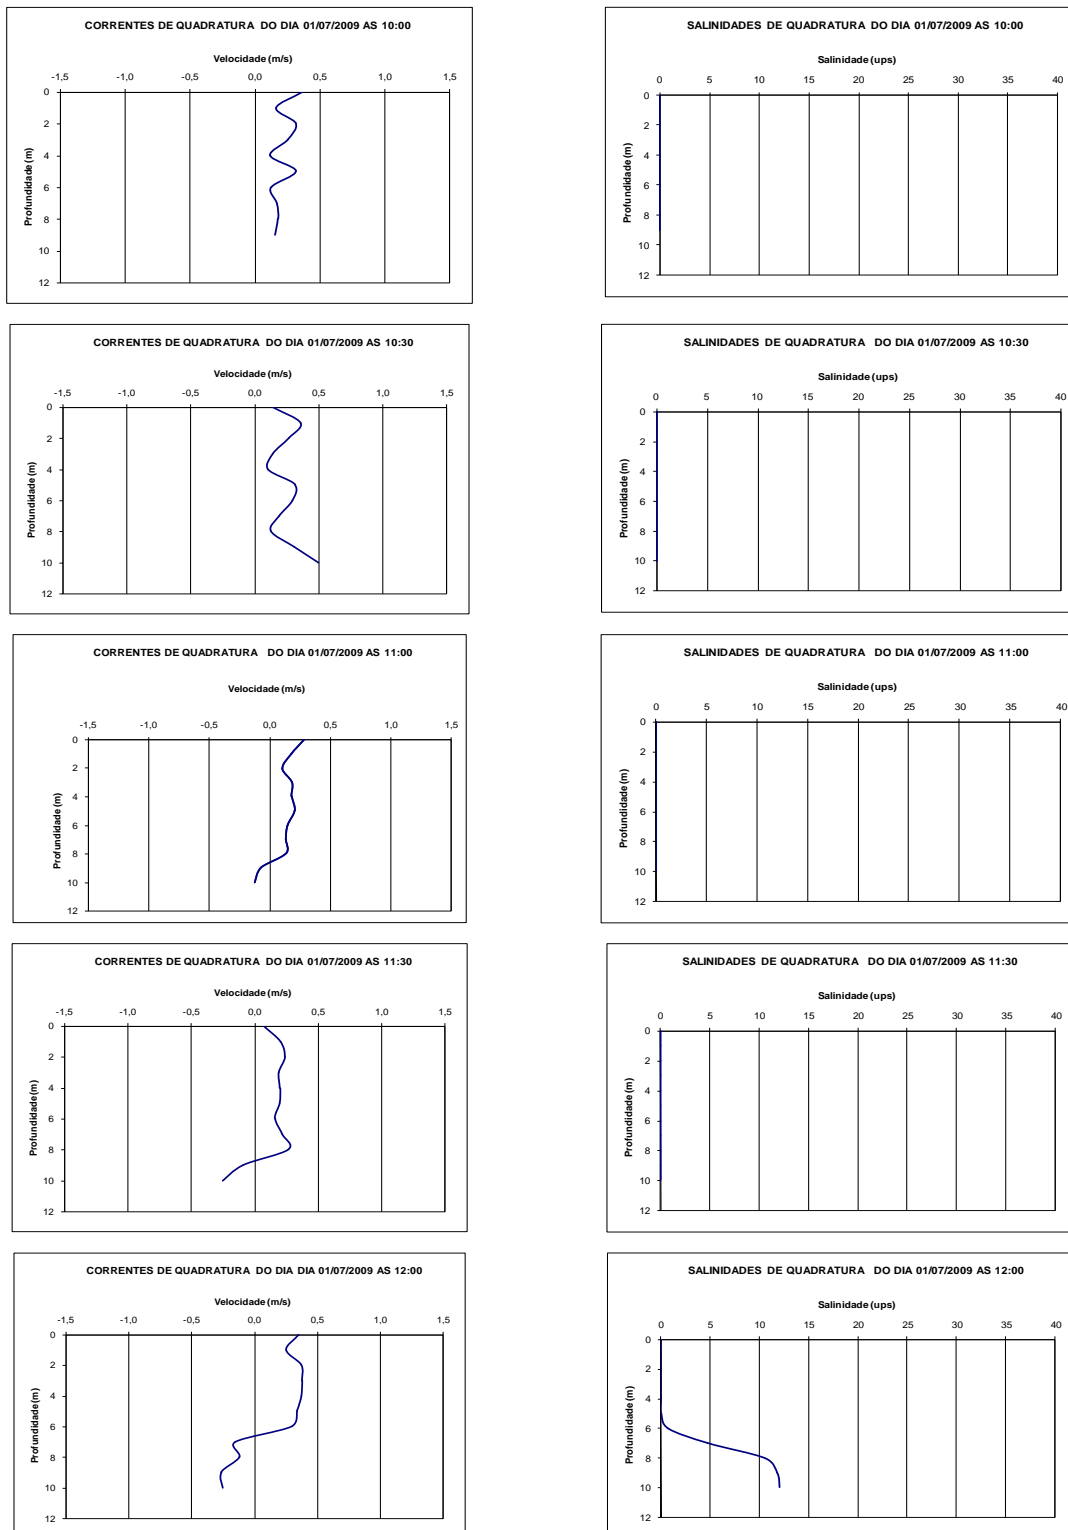 CORRENTES DE QUADRATURA DO DIA 01/07/2009 AS 10:00
Velocidade (m/s)
-1,5 -1,0 -0,5 0,0 0,5 1,0 1,5
0
2
4
6
8
10
12
Profundidade (m)
SALINIDADES DE QUADRATURA DO DIA 01/07/2009 AS 10:00
Salinidade (ups)
0 5 10 15 20 25 30 35 40
0
2
4
6
8
10
12
Profundidade (m)
CORRENTES DE QUADRATURA DO DIA 01/07/2009 AS 10:30
Velocidade (m/s)
-1,5 -1,0 -0,5 0,0 0,5 1,0 1,5
0
2
4
6
8
10
12
Profundidade (m)
SALINIDADES DE QUADRATURA DO DIA 01/07/2009 AS 10:30
Salinidade (ups)
0 5 10 15 20 25 30 35 40
0
2
4
6
8
10
12
Profundidade (m)
CORRENTES DE QUADRATURA DO DIA 01/07/2009 AS 11:00
Velocidade (m/s)
-1,5 -1,0 -0,5 0,0 0,5 1,0 1,5
0
2
4
6
8
10
12
Profundidade (m)
SALINIDADES DE QUADRATURA DO DIA 01/07/2009 AS 11:00
Salinidade (ups)
0 5 10 15 20 25 30 35 40
0
2
4
6
8
10
12
Profundidade (m)
CORRENTES DE QUADRATURA DO DIA 01/07/2009 AS 11:30
Velocidade (m/s)
-1,5 -1,0 -0,5 0,0 0,5 1,0 1,5
0
2
4
6
8
10
12
Profundidade (m)
SALINIDADES DE QUADRATURA DO DIA 01/07/2009 AS 11:30
Salinidade (ups)
0 5 10 15 20 25 30 35 40
0
2
4
6
8
10
12
Profundidade (m)
CORRENTES DE QUADRATURA DO DIA DIA 01/07/2009 AS 12:00
Velocidade (m/s)
-1,5 -1,0 -0,5 0,0 0,5 1,0 1,5
0
2
4
6
8
10
12
Profundidade (m)
SALINIDADES DE QUADRATURA DO DIA 01/07/2009 AS 12:00
Salinidade (ups)
0 5 10 15 20 25 30 35 40
0
2
4
6
8
10
12
Profundidade (m)